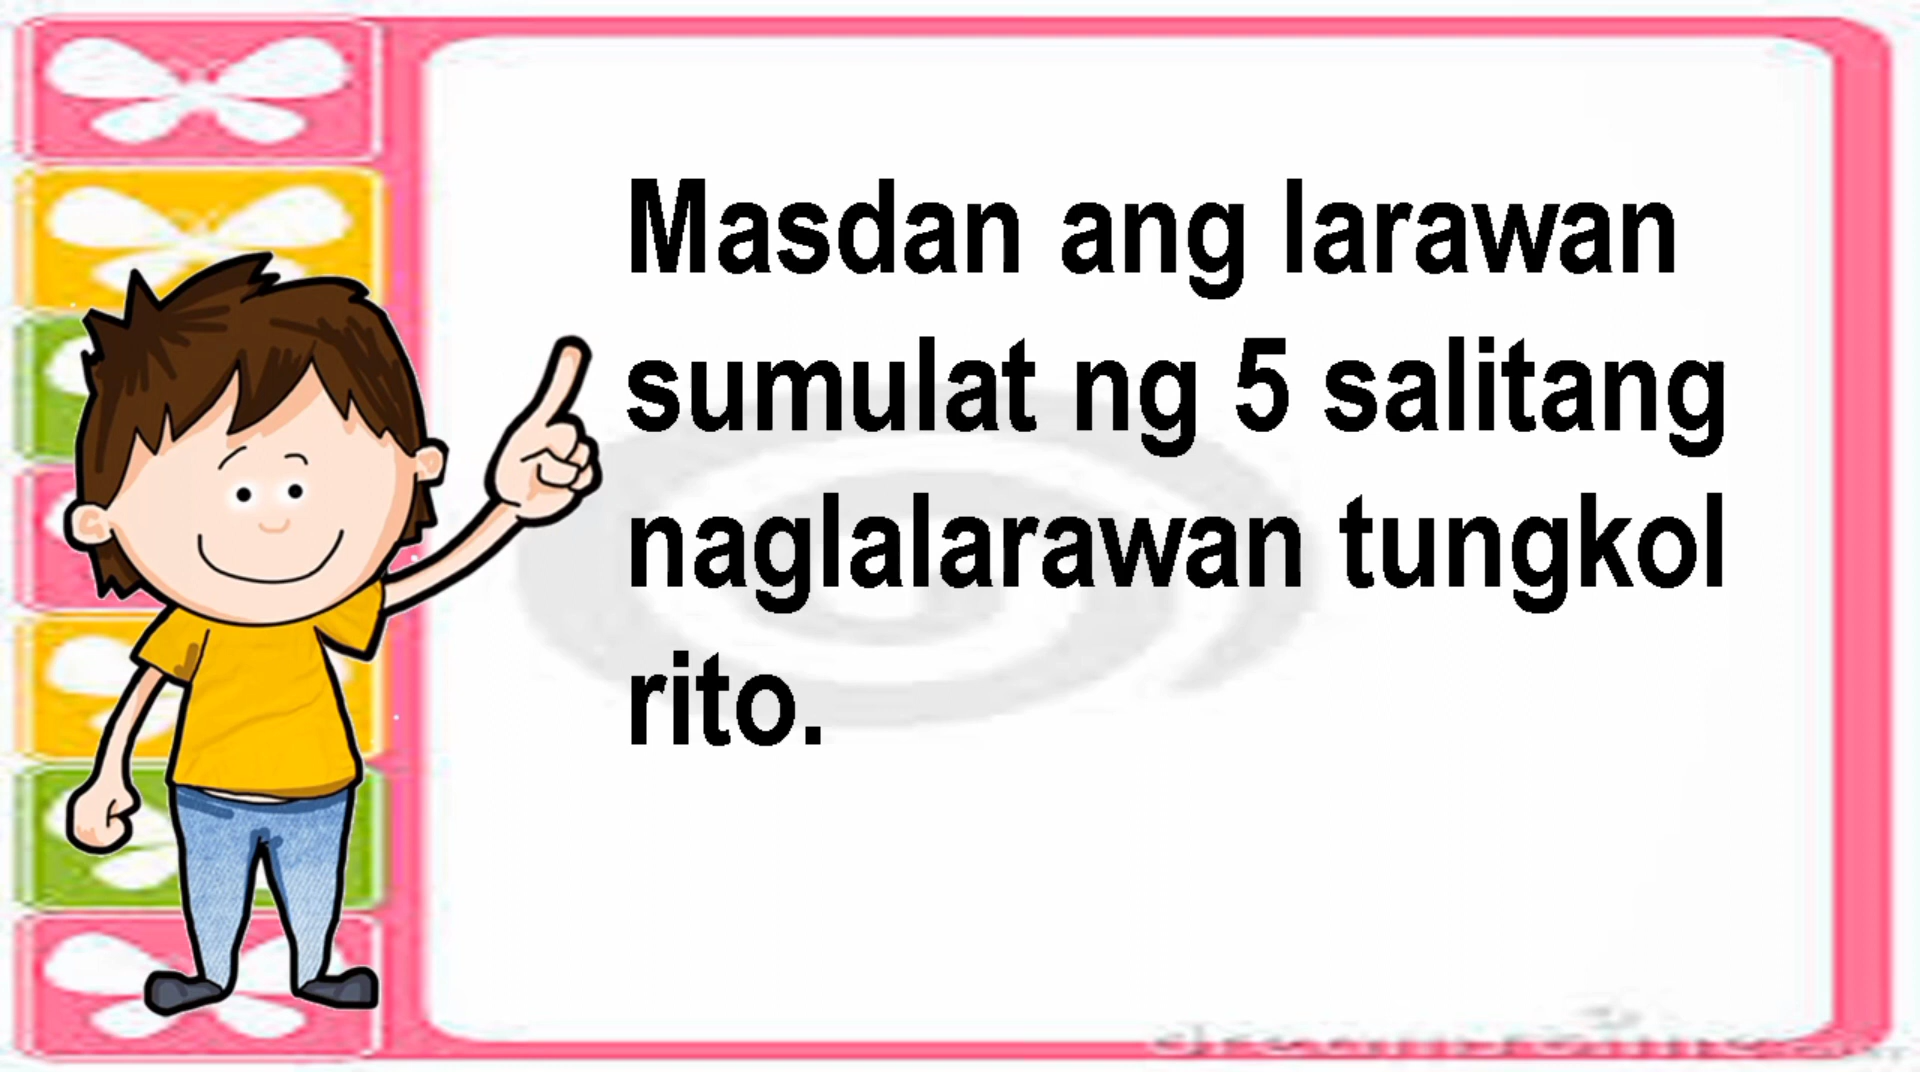 Masdan ang larawan
sumulat ng 5 salitang
naglalarawan tungkol
rito.